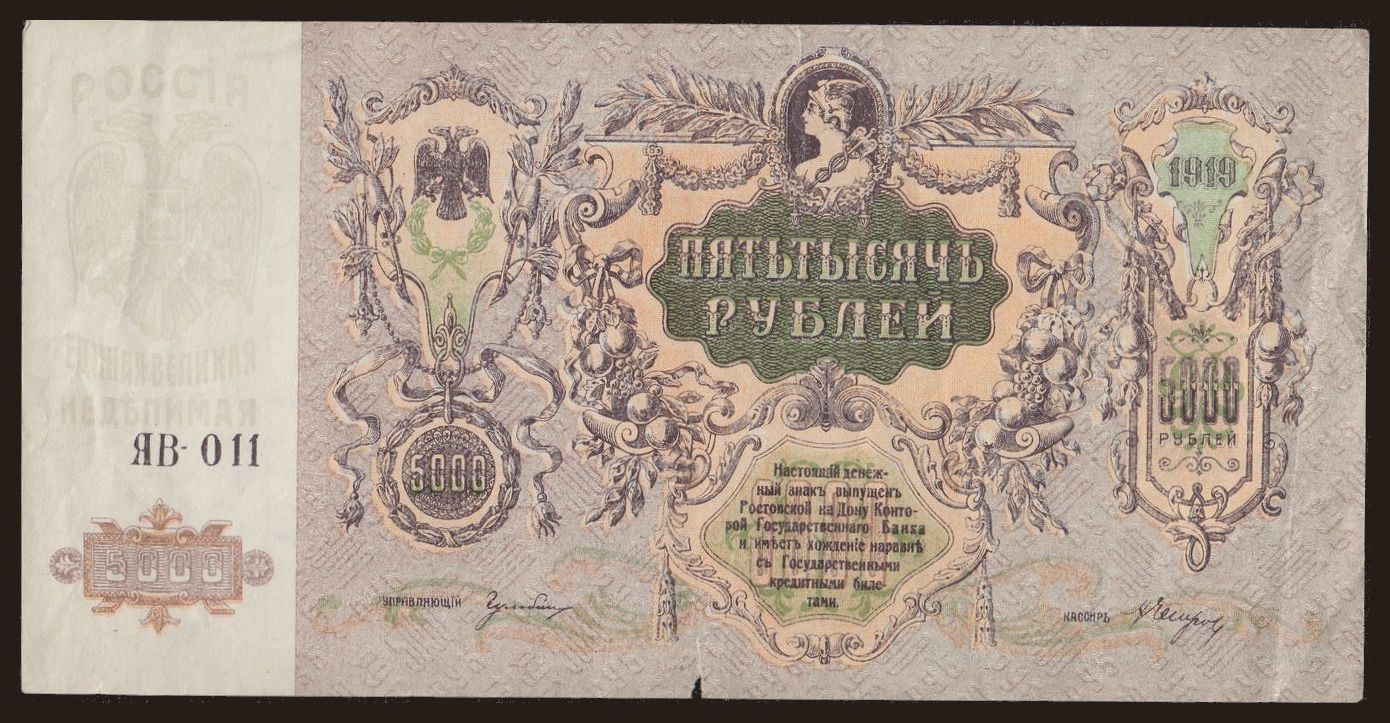 РОССІЯ
ЕДИНАЯ ВЕЛИКАЯ
НЕДѢЛИМАЯ
ЯВ-011
5000
5000
ПЯТЬТЫСЯЧЪ
РУБЛЕЙ
Настоящій денеж-
ный знакъ выпущенъ
Ростовской на Дону Конто-
рой Государственнаго Банка
и имѣетъ хожденіе наравнѣ
съ Государственными
кредитными биле-
тами.
УПРАВЛЯЮЩІЙ
КАССИРЪ
1919
5000
РУБЛЕЙ